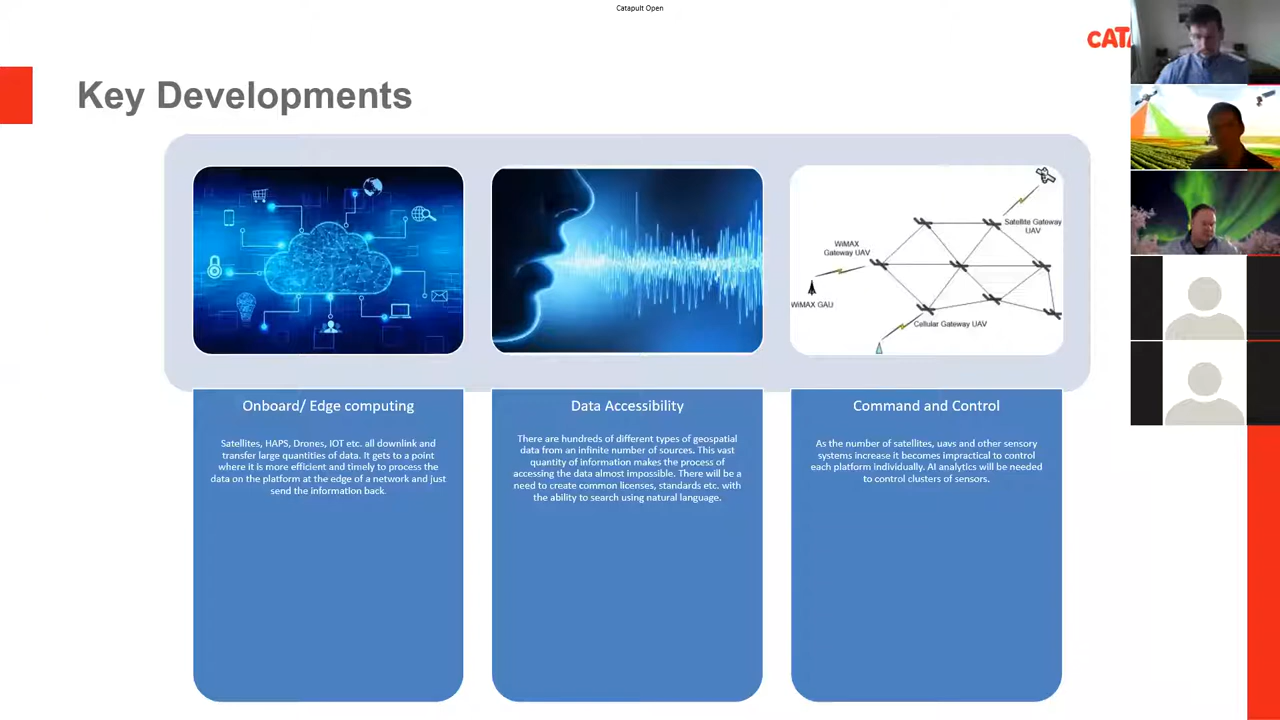 Catapult Open
CATA
Key Developments
Satellite Gateway
UAV
WiMAX
Gateway UAV
WiMAX GAU
Cellular Gateway UAV
Onboard/ Edge computing
Satellites, HAPS, Drones, IOT etc. all downlink and
transfer large quantities of data. It gets to a point
where it is more efficient and timely to process the
data on the platform at the edge of a network and just
send the information back.
Data Accessibility
There are hundreds of different types of geospatial
data from an infinite number of sources. This vast
quantity of information makes the process of
accessing the data almost impossible. There will be a
need to create common licenses, standards etc. with
the ability to search using natural language.
Command and Control
As the number of satellites, uavs and other sensory
systems increase it becomes impractical to control
each platform individually. AI analytics will be needed
to control clusters of sensors.